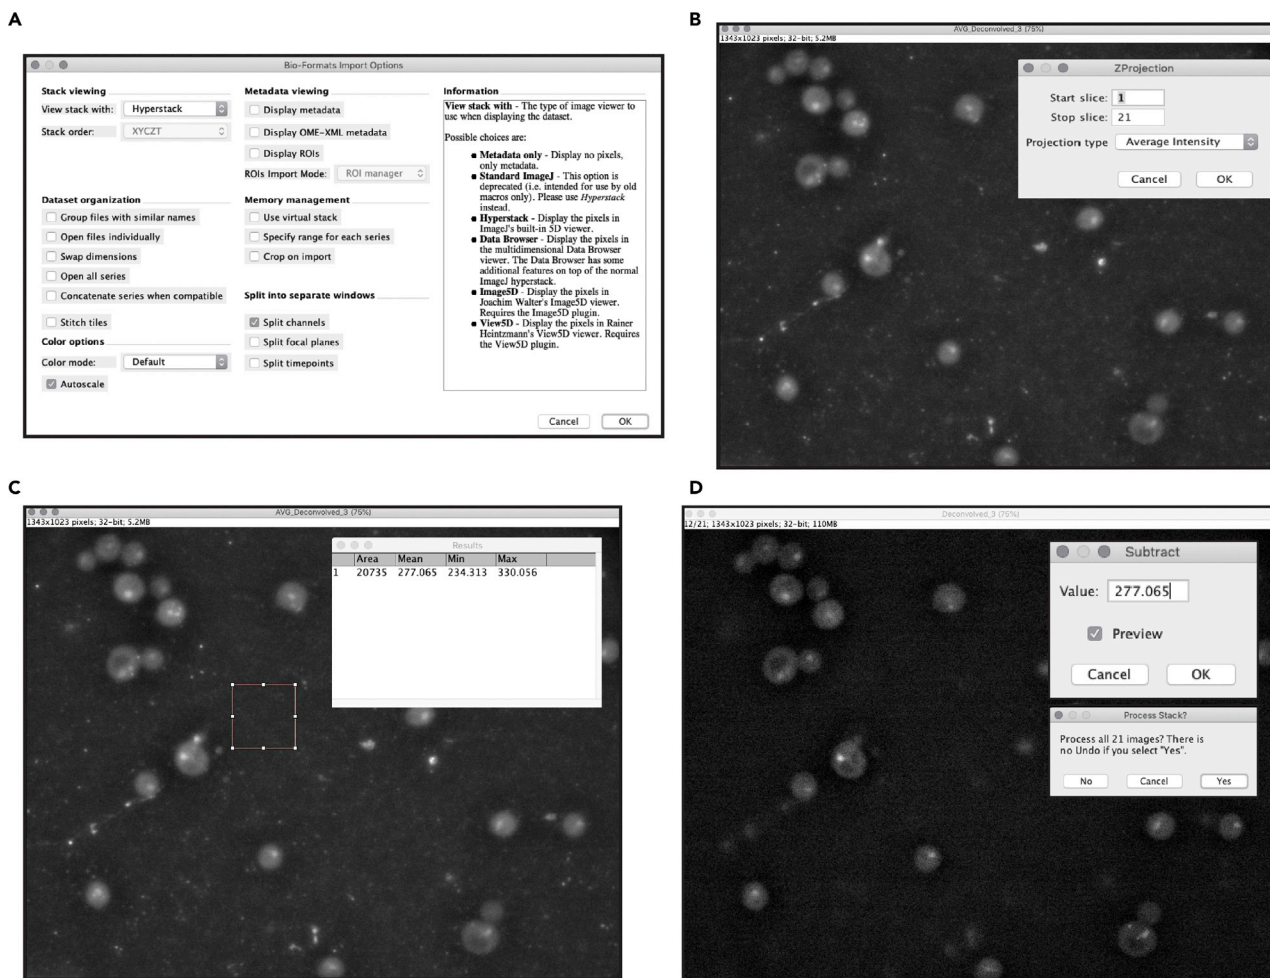 A
Bio-Formats Import Options
Stack viewing
View stack with: Hyperstack
Stack order: XYCZT
Dataset organization
Group files with similar names
Open files individually
Swap dimensions
Open all series
Concatenate series when compatible
Stitch tiles
Color options
Color mode: Default
Autoscale
Metadata viewing
Display metadata
Display OME-XML metadata
Display ROIs
ROIs Import Mode: ROI manager
Memory management
Use virtual stack
Specify range for each series
Crop on import
Split into separate windows
Split channels
Split focal planes
Split timepoints
Information
View stack with - The type of image viewer to
use when displaying the dataset.
Possible choices are:
Metadata only - Display no pixels,
only metadata.
Standard ImageJ - This option is
deprecated (i.e. intended for use by old
macros only). Please use Hyperstack
instead.
Hyperstack - Display the pixels in
ImageJ's built-in 5D viewer.
Data Browser - Display the pixels in
the multidimensional Data Browser
viewer. The Data Browser has some
additional features on top of the normal
ImageJ hyperstack.
Image5D - Display the pixels in
Joachim Walter's Image5D viewer.
Requires the Image5D plugin.
View5D - Display the pixels in Rainer
Heintzmann's View5D viewer. Requires
the View5D plugin.
Cancel OK
B
AVG_Deconvolved_3 (75%)
1343x1023 pixels; 32-bit; 5.2MB
ZProjection
Start slice: 1
Stop slice: 21
Projection type Average Intensity
Cancel OK
C
AVG_Deconvolved_3 (75%)
1343x1023 pixels; 32-bit; 5.2MB
Results
Area Mean Min Max
1 20735 277.065 234.313 330.056
D
Deconvolved_3 (75%)
12/21; 1343x1023 pixels; 32-bit; 110MB
Subtract
Value: 277.065
Preview
Cancel OK
Process Stack?
Process all 21 images? There is
no Undo if you select "Yes".
No Cancel Yes